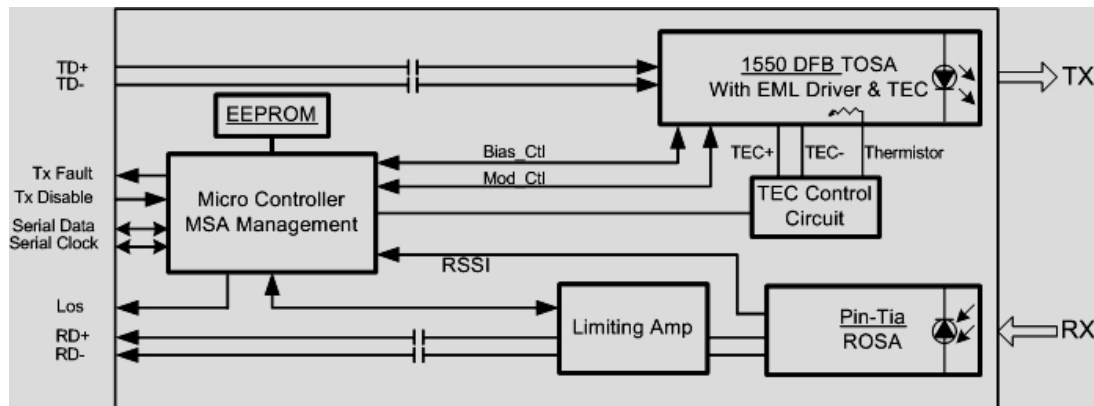 TD+
TD-
1550 DFB TOSA
With EML Driver & TEC
TX
EEPROM
Bias_Ctl
Mod_Ctl
TEC+
TEC-
Thermistor
Tx Fault
Tx Disable
Serial Data
Serial Clock
Micro Controller
MSA Management
TEC Control
Circuit
RSSI
Los
RD+
RD-
Limiting Amp
Pin-Tia
ROSA
RX